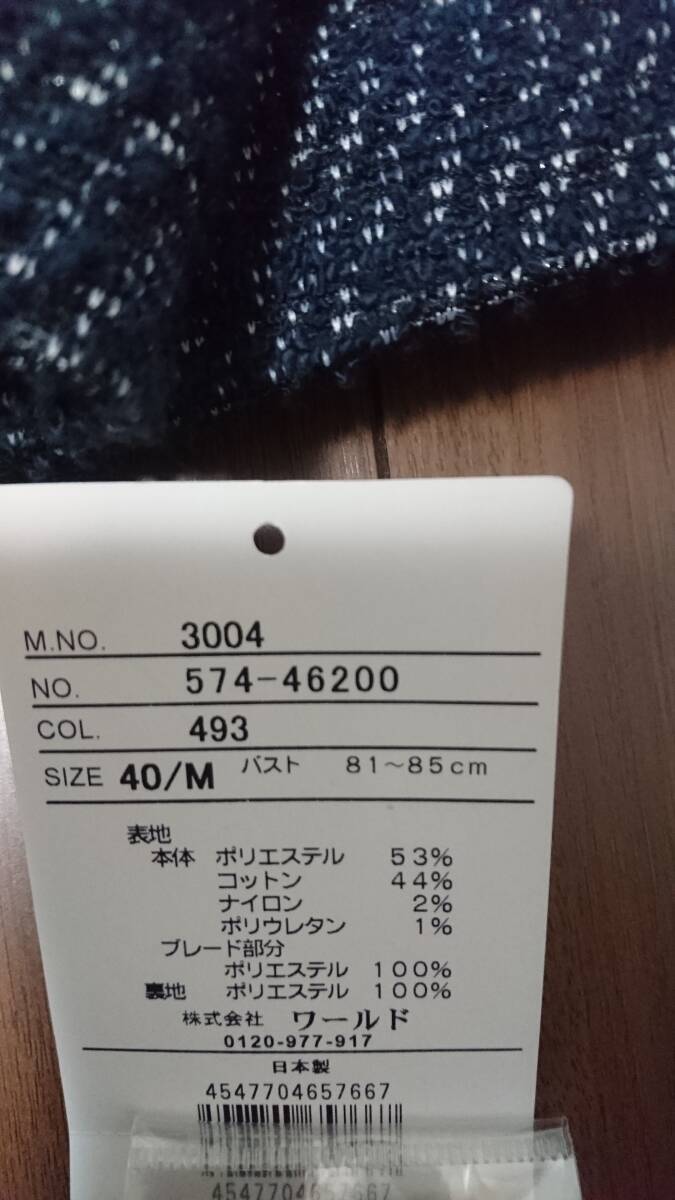 M.NO. 3004
NO. 574-46200
COL. 493
SIZE 40/M バスト 81～85cm
表地
本体 ポリエステル 53%
コットン 44%
ナイロン 2%
ポリウレタン 1%
ブレード部分
ポリエステル 100%
裏地 ポリエステル 100%
株式会社 ワールド
0120-977-917
日本製
4547704657667
4547704657667